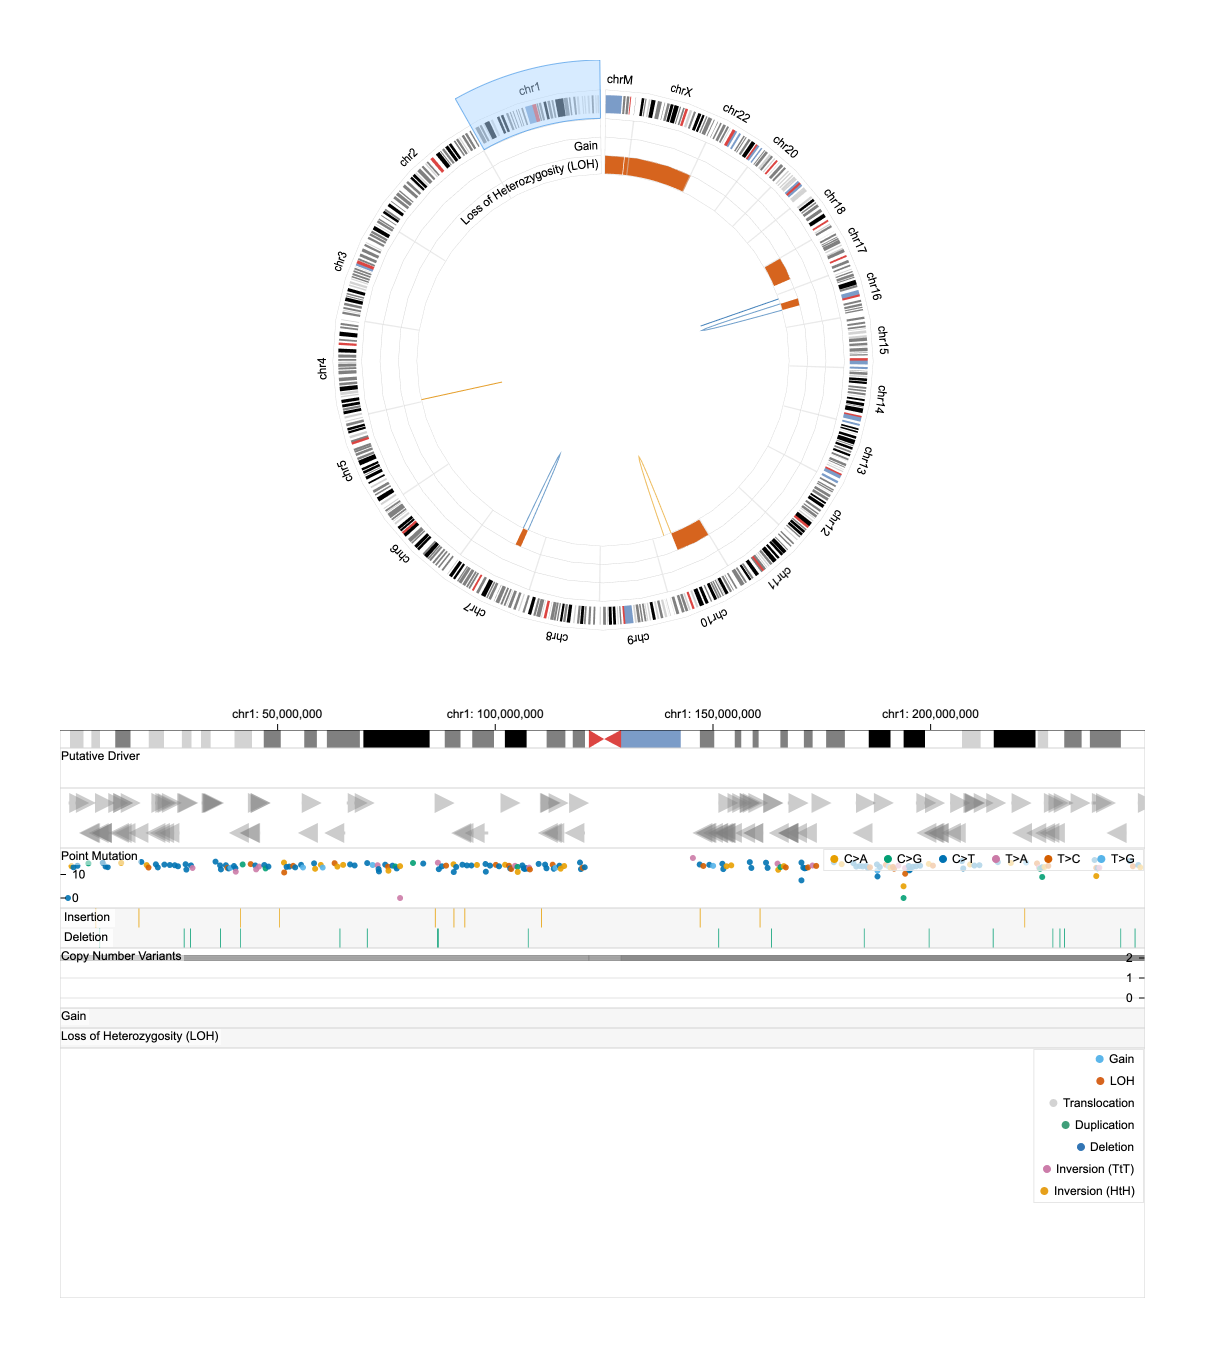 chr1
chrM
chrX
chr22
chr20
chr18
chr17
chr16
chr15
chr14
chr13
chr12
chr11
chr10
chr9
chr8
chr7
chr6
chr5
chr4
chr3
chr2
Gain
Loss of Heterozygosity (LOH)
chr1: 50,000,000
chr1: 100,000,000
chr1: 150,000,000
chr1: 200,000,000
Putative Driver
Point Mutation
C>A C>G C>T T>A T>C T>G
10
0
Insertion
Deletion
Copy Number Variants
2
1
0
Gain
Loss of Heterozygosity (LOH)
Gain
LOH
Translocation
Duplication
Deletion
Inversion (TtT)
Inversion (HtH)